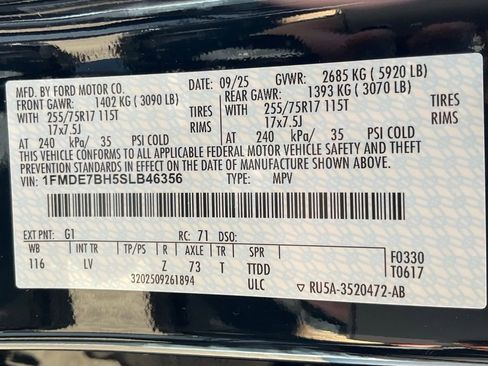 MFD. BY FORD MOTOR CO. DATE: 09/25 GVWR: 2685 KG ( 5920 LB)
FRONT GAWR: 1402 KG ( 3090 LB) REAR GAWR: 1393 KG ( 3070 LB)
WITH 255/75R17 115T TIRES WITH 255/75R17 115T TIRES
17x7.5J RIMS 17x7.5J RIMS
AT 240 kPa/ 35 PSI COLD AT 240 kPa/ 35 PSI COLD
THIS VEHICLE CONFORMS TO ALL APPLICABLE FEDERAL MOTOR VEHICLE SAFETY, BUMPER, AND THEFT
PREVENTION STANDARDS IN EFFECT ON THE DATE OF MANUFACTURE SHOWN ABOVE.
1FMDE7BH5SLB46356 TYPE: MPV
EXT PNT: G1 RC: 71 DSO:
WB INT TR TP/PS R AXLE TR SPR F0330
116 LV Z 73 T TTDD T0617
3202509261894 ULC ▽ RU5A-3520472-AB